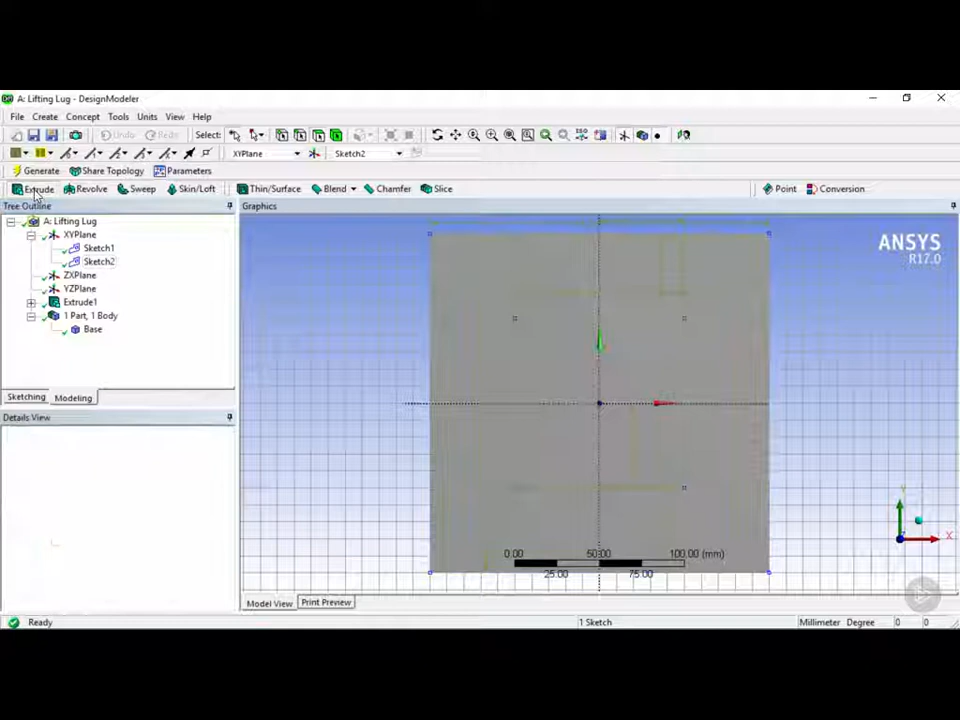 A: Lifting Lug - DesignModeler
File Create Concept Tools Units View Help
Undo Redo Select:
XYPlane Sketch2
Generate Share Topology Parameters
Extrude Revolve Sweep Skin/Loft Thin/Surface Blend Chamfer Slice Point Conversion
Tree Outline
Graphics
A: Lifting Lug
XYPlane
Sketch1
Sketch2
ZXPlane
YZPlane
Extrude1
1 Part, 1 Body
Base
Sketching Modeling
Details View
ANSYS
R17.0
0.00 50.00 100.00 (mm)
25.00 75.00
Y
X
Model View Print Preview
Ready 1 Sketch Millimeter Degree 0 0